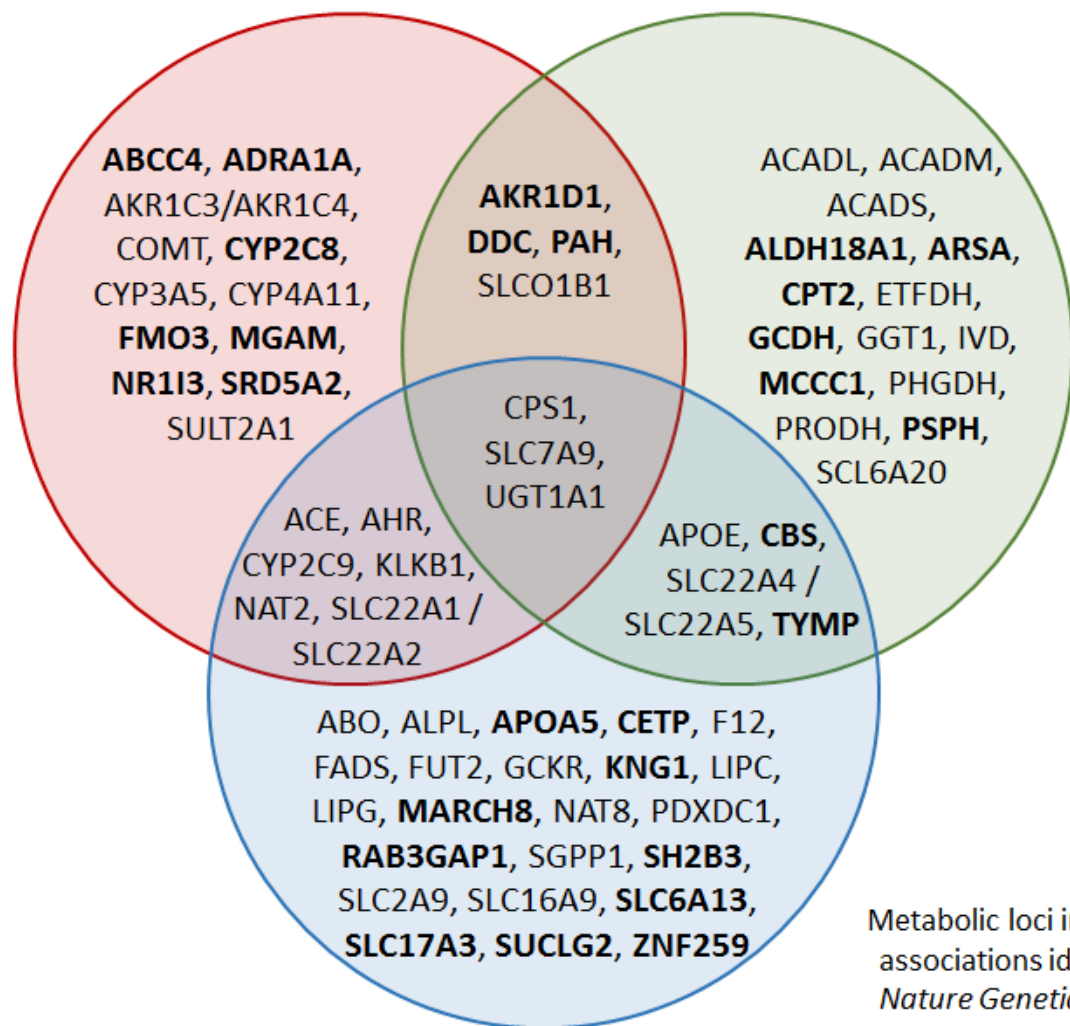 ABCC4, ADRA1A,
AKR1C3/AKR1C4,
COMT, CYP2C8,
CYP3A5, CYP4A11,
FMO3, MGAM,
NR1I3, SRD5A2,
SULT2A1
AKR1D1,
DDC, PAH,
SLCO1B1
ACADL, ACADM,
ACADS,
ALDH18A1, ARSA,
CPT2, ETFDH,
GCDH, GGT1, IVD,
MCCC1, PHGDH,
PRODH, PSPH,
SCL6A20
CPS1,
SLC7A9,
UGT1A1
ACE, AHR,
CYP2C9, KLKB1,
NAT2, SLC22A1 /
SLC22A2
APOE, CBS,
SLC22A4 /
SLC22A5, TYMP
ABO, ALPL, APOA5, CETP, F12,
FADS, FUT2, GCKR, KNG1, LIPC,
LIPG, MARCH8, NAT8, PDXDC1,
RAB3GAP1, SGPP1, SH2B3,
SLC2A9, SLC16A9, SLC6A13,
SLC17A3, SUCLG2, ZNF259
Metabolic loci
associations
Nature